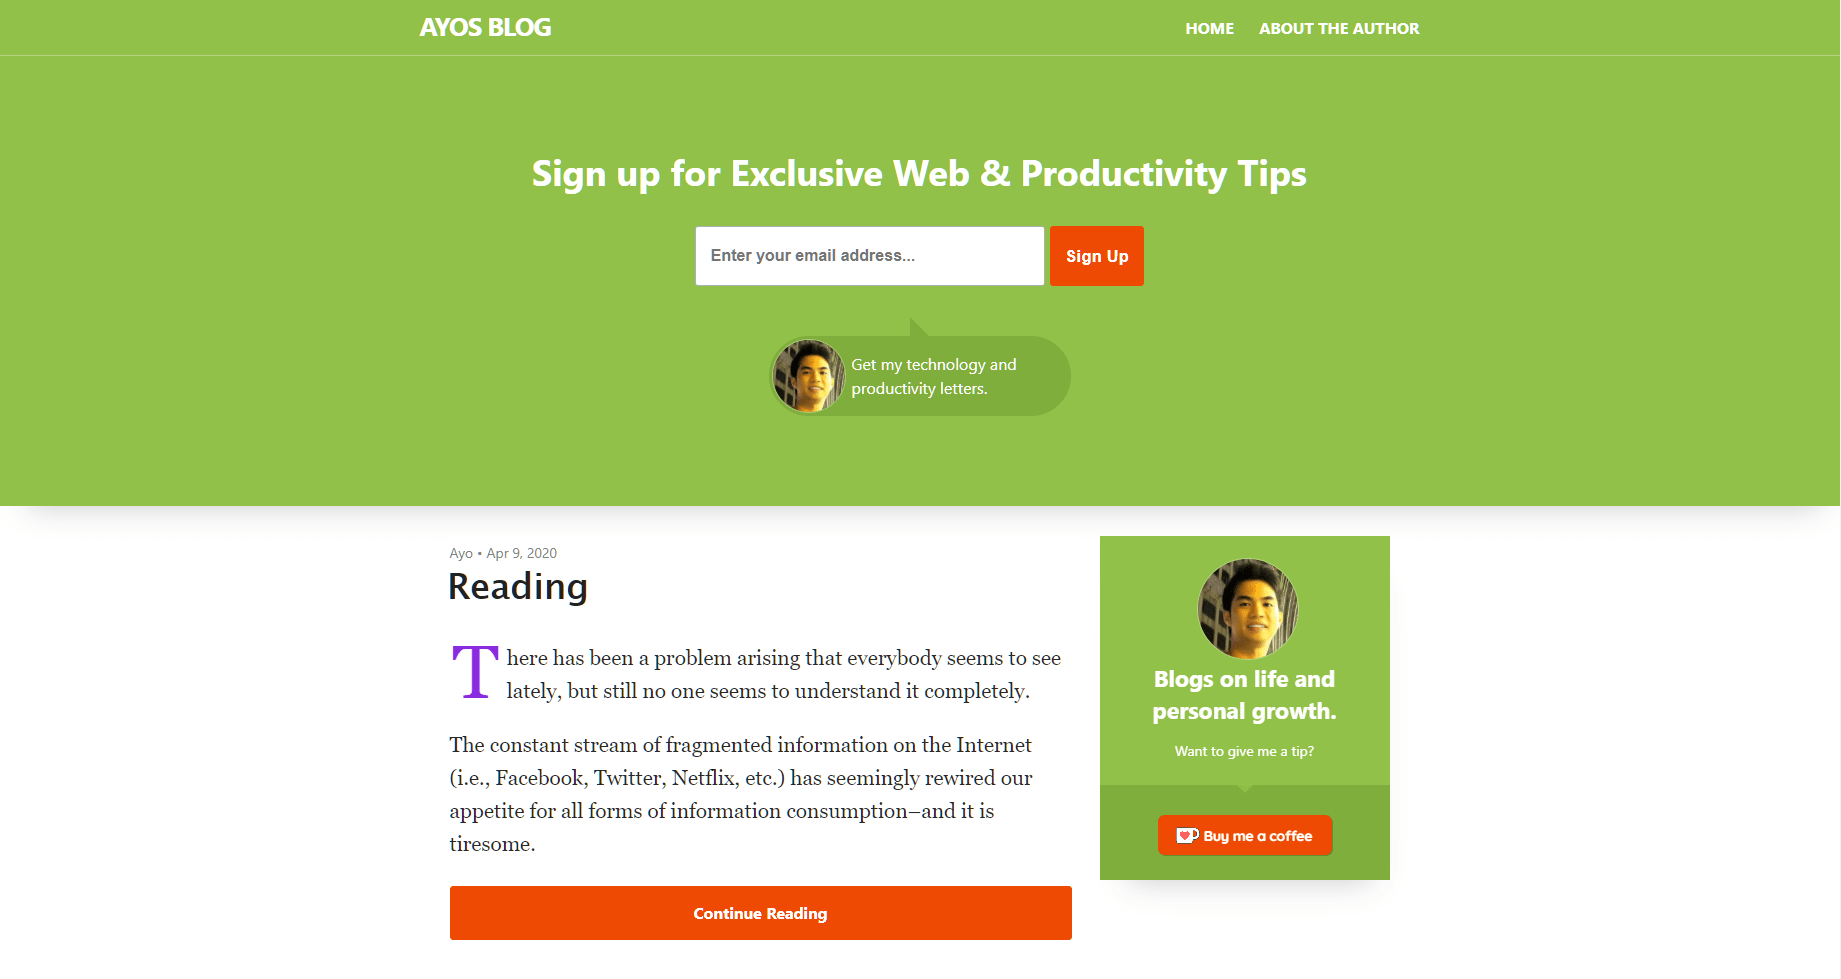 AYOS BLOG
HOME
ABOUT THE AUTHOR
Sign up for Exclusive Web & Productivity Tips
Enter your email address...
Sign Up
Get my technology and
productivity letters.
Ayo • Apr 9, 2020
Reading
There has been a problem arising that everybody seems to see
lately, but still no one seems to understand it completely.
The constant stream of fragmented information on the Internet
(i.e., Facebook, Twitter, Netflix, etc.) has seemingly rewired our
appetite for all forms of information consumption–and it is
tiresome.
Continue Reading
Blogs on life and
personal growth.
Want to give me a tip?
Buy me a coffee